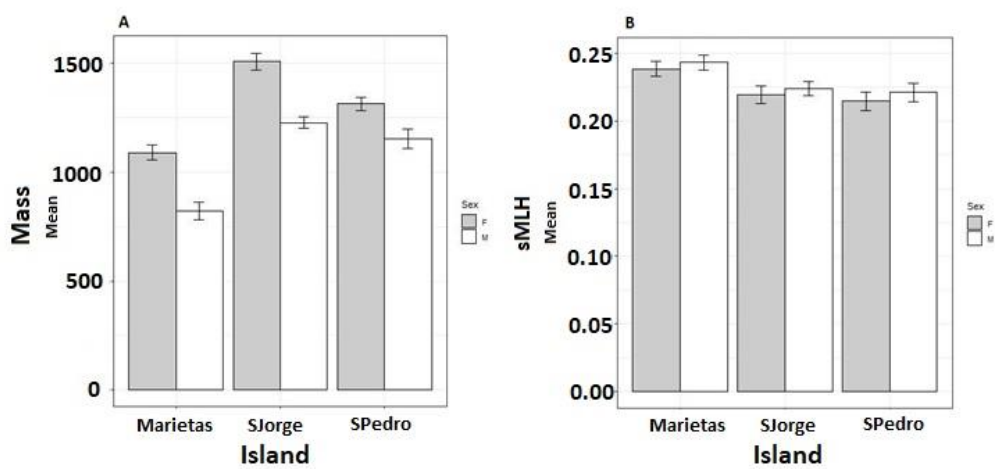 A
1500
1000
500
0
Mass
Mean
Marietas SJorge SPedro
Island
Sex
F
M
B
0.25
0.20
0.15
0.10
0.05
0.00
sMLH
Mean
Marietas SJorge SPedro
Island
Sex
F
M